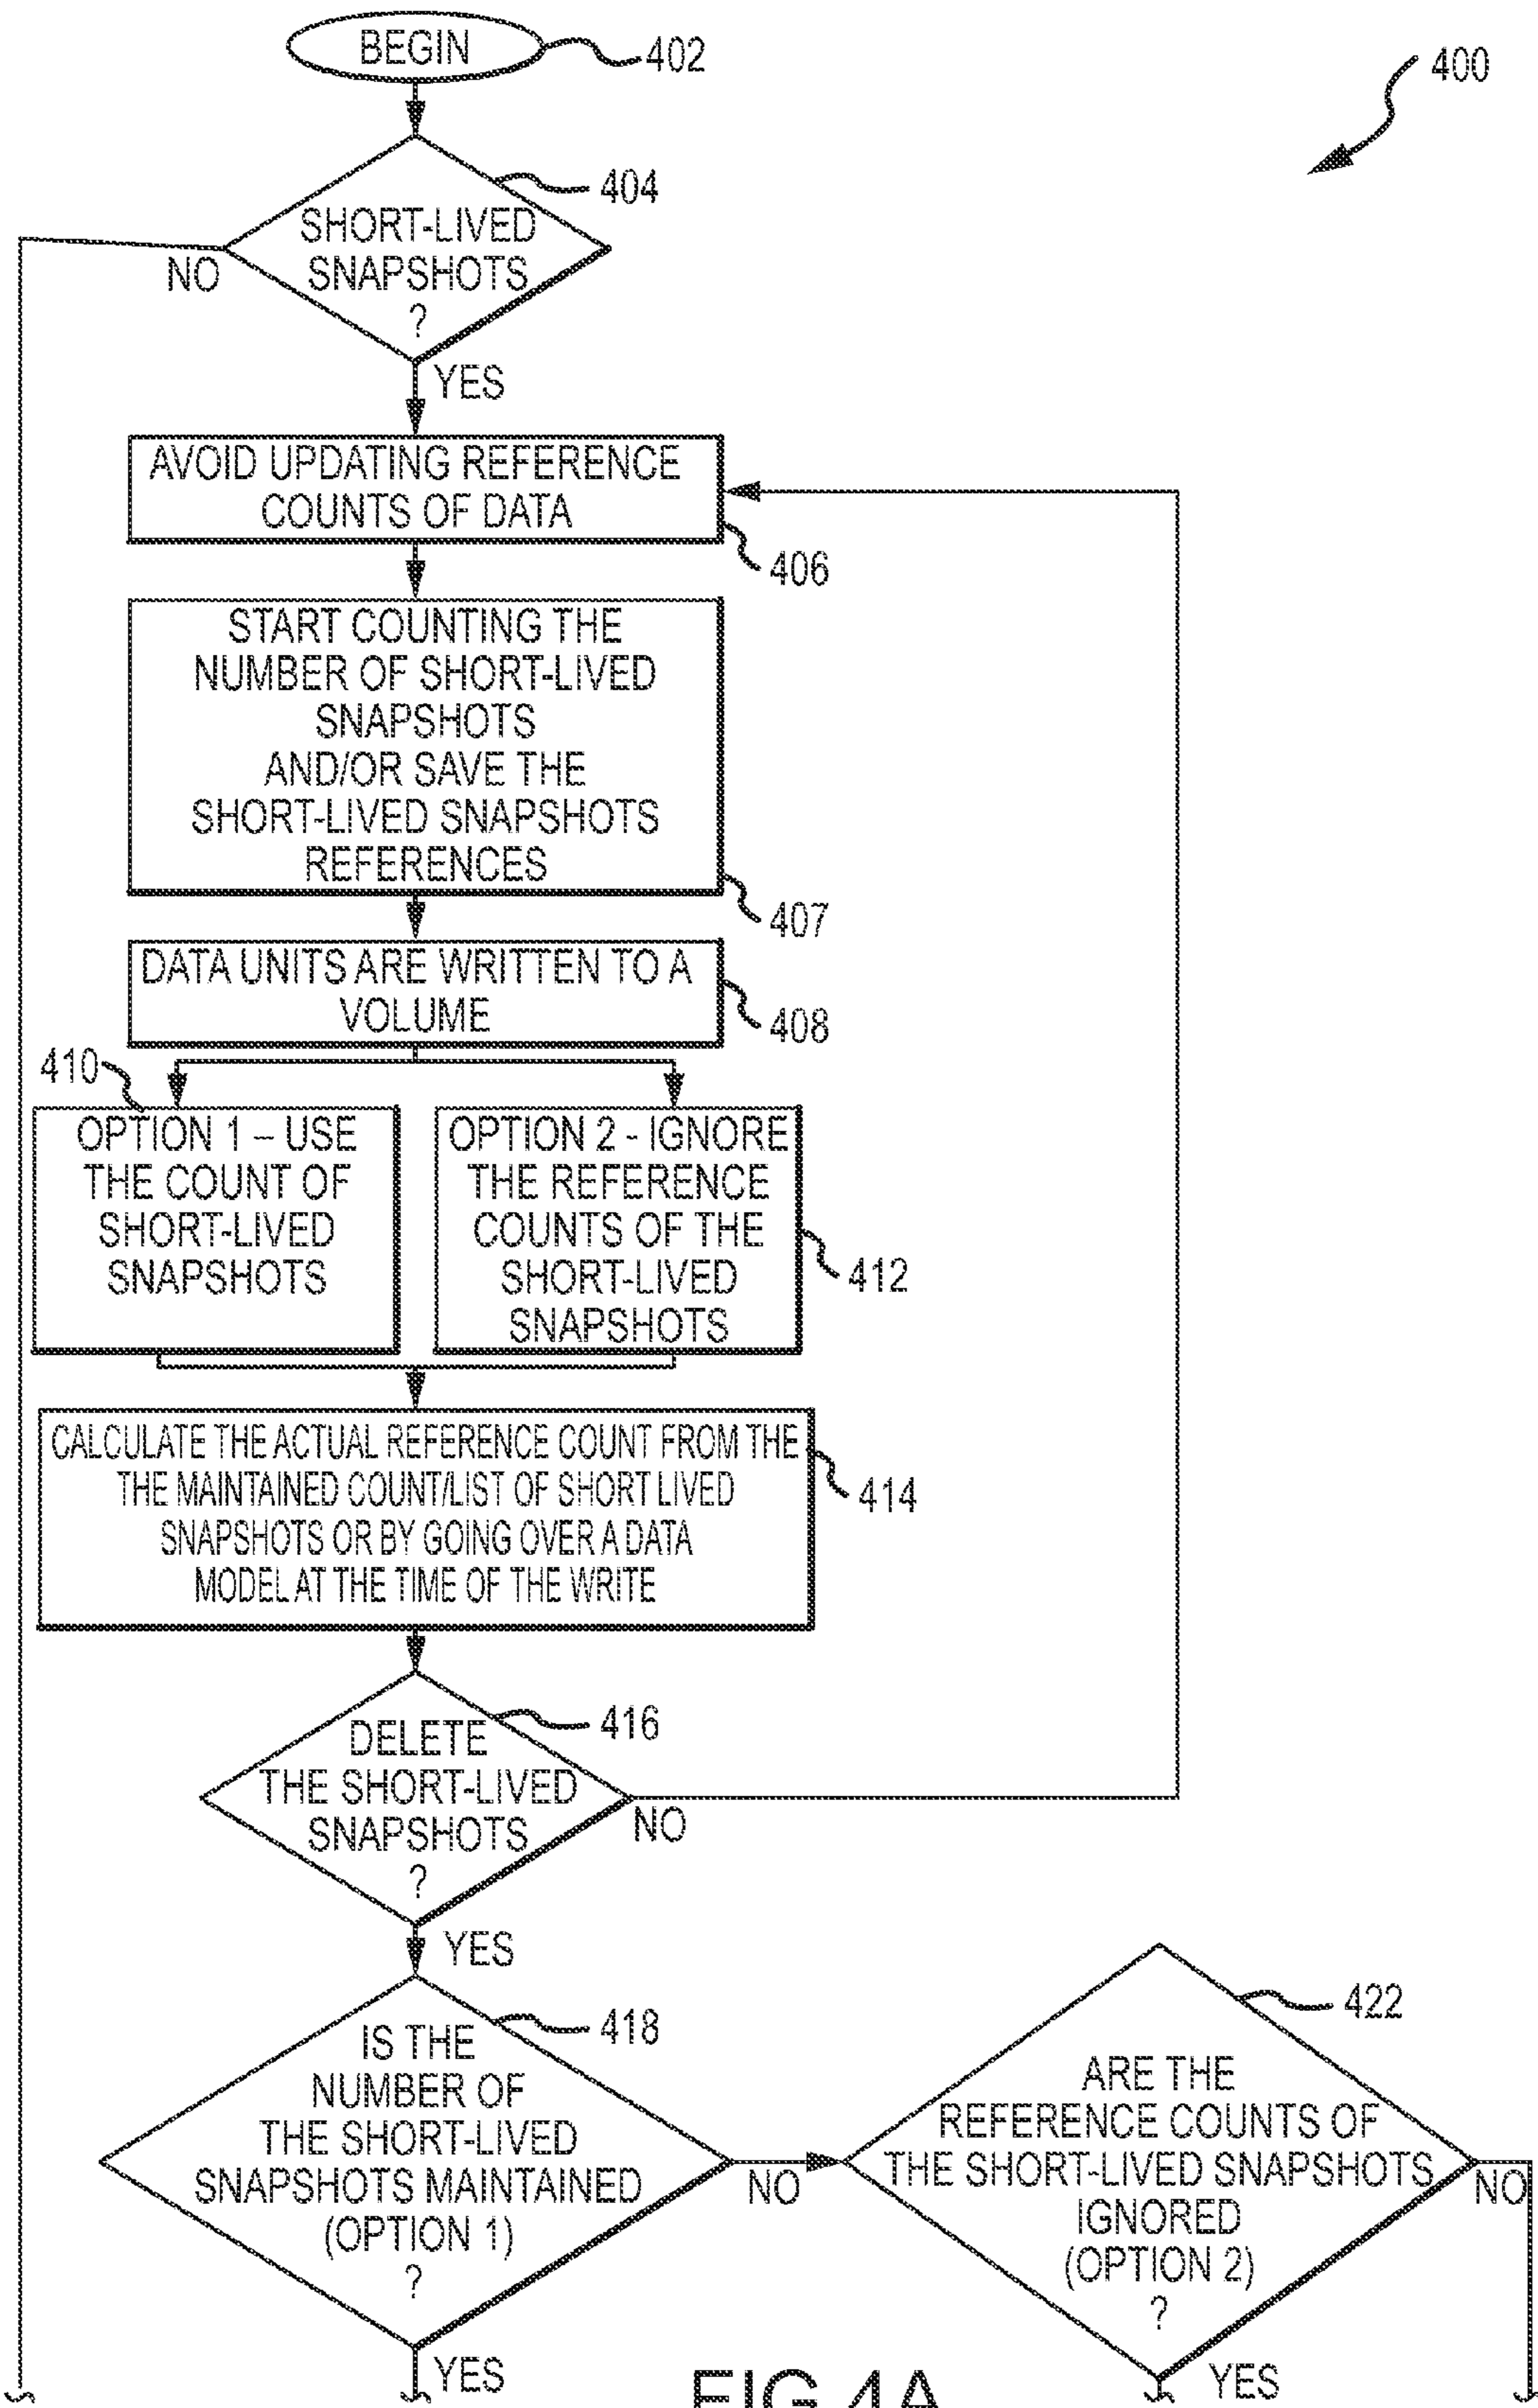 BEGIN
402
400
404
SHORT-LIVED
SNAPSHOTS
?
NO
YES
AVOID UPDATING REFERENCE
COUNTS OF DATA
406
START COUNTING THE
NUMBER OF SHORT-LIVED
SNAPSHOTS
AND/OR SAVE THE
SHORT-LIVED SNAPSHOTS
REFERENCES
407
DATA UNITS ARE WRITTEN TO A
VOLUME
408
410
OPTION 1 – USE
THE COUNT OF
SHORT-LIVED
SNAPSHOTS
OPTION 2 - IGNORE
THE REFERENCE
COUNTS OF THE
SHORT-LIVED
SNAPSHOTS
412
CALCULATE THE ACTUAL REFERENCE COUNT FROM THE
THE MAINTAINED COUNT/LIST OF SHORT LIVED
SNAPSHOTS OR BY GOING OVER A DATA
MODEL AT THE TIME OF THE WRITE
414
416
DELETE
THE SHORT-LIVED
SNAPSHOTS
?
NO
YES
418
IS THE
NUMBER OF
THE SHORT-LIVED
SNAPSHOTS MAINTAINED
(OPTION 1)
?
NO
YES
422
ARE THE
REFERENCE COUNTS OF
THE SHORT-LIVED SNAPSHOTS
IGNORED
(OPTION 2)
?
NO
YES
FIG.4A